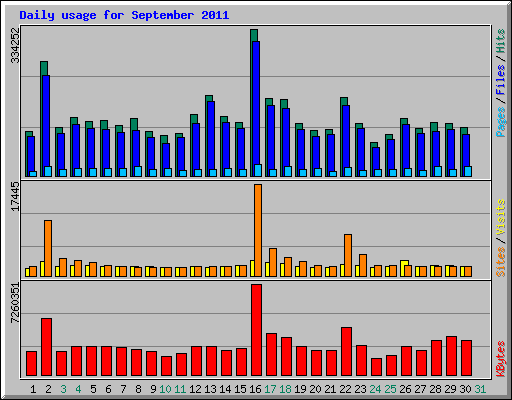 Daily usage for September 2011
334252
Pages / Files / Hits
17445
Sites / Visits
7260351
KBytes
1 2 3 4 5 6 7 8 9 10 11 12 13 14 15 16 17 18 19 20 21 22 23 24 25 26 27 28 29 30 31